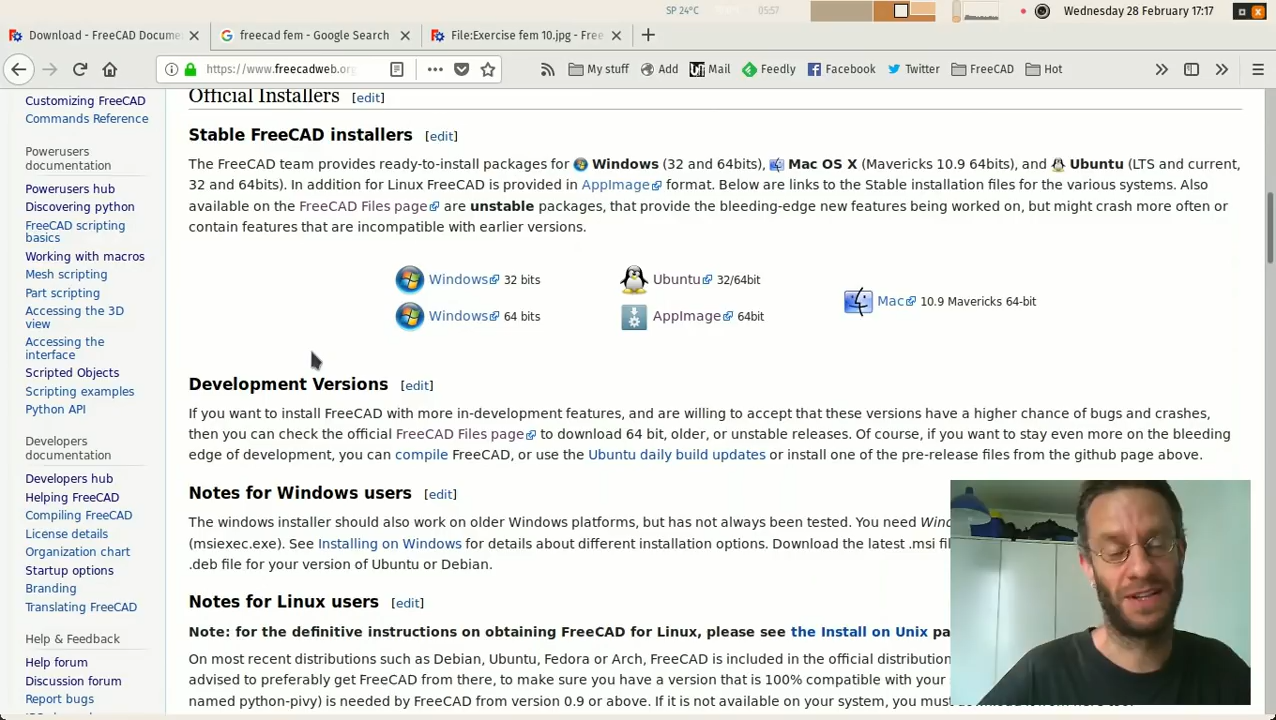 SP 24°C
05:57
Wednesday 28 February 17:17
Download - FreeCAD Docume
freecad fem - Google Search
File:Exercise fem 10.jpg - Free
https://www.freecadweb.org
My stuff
Add
Mail
Feedly
Facebook
Twitter
FreeCAD
Hot
Customizing FreeCAD
Commands Reference
Powerusers
documentation
Powerusers hub
Discovering python
FreeCAD scripting
basics
Working with macros
Mesh scripting
Part scripting
Accessing the 3D
view
Accessing the
interface
Scripted Objects
Scripting examples
Python API
Developers
documentation
Developers hub
Helping FreeCAD
Compiling FreeCAD
License details
Organization chart
Startup options
Branding
Translating FreeCAD
Help & Feedback
Help forum
Discussion forum
Report bugs
Official Installers [edit]
Stable FreeCAD installers [edit]
The FreeCAD team provides ready-to-install packages for Windows (32 and 64bits), Mac OS X (Mavericks 10.9 64bits), and Ubuntu (LTS and current,
32 and 64bits). In addition for Linux FreeCAD is provided in AppImage format. Below are links to the Stable installation files for the various systems. Also
available on the FreeCAD Files page are unstable packages, that provide the bleeding-edge new features being worked on, but might crash more often or
contain features that are incompatible with earlier versions.
Windows 32 bits
Ubuntu 32/64bit
Windows 64 bits
AppImage 64bit
Mac 10.9 Mavericks 64-bit
Development Versions [edit]
If you want to install FreeCAD with more in-development features, and are willing to accept that these versions have a higher chance of bugs and crashes,
then you can check the official FreeCAD Files page to download 64 bit, older, or unstable releases. Of course, if you want to stay even more on the bleeding
edge of development, you can compile FreeCAD, or use the Ubuntu daily build updates or install one of the pre-release files from the github page above.
Notes for Windows users [edit]
The windows installer should also work on older Windows platforms, but has not always been tested. You need
(msiexec.exe). See Installing on Windows for details about different installation options. Download the latest .msi
.deb file for your version of Ubuntu or Debian.
Notes for Linux users [edit]
Note: for the definitive instructions on obtaining FreeCAD for Linux, please see the Install on Unix pa
On most recent distributions such as Debian, Ubuntu, Fedora or Arch, FreeCAD is included in the official distribution
advised to preferably get FreeCAD from there, to make sure you have a version that is 100% compatible with your
named python-pivy) is needed by FreeCAD from version 0.9 or above. If it is not available on your system, you must